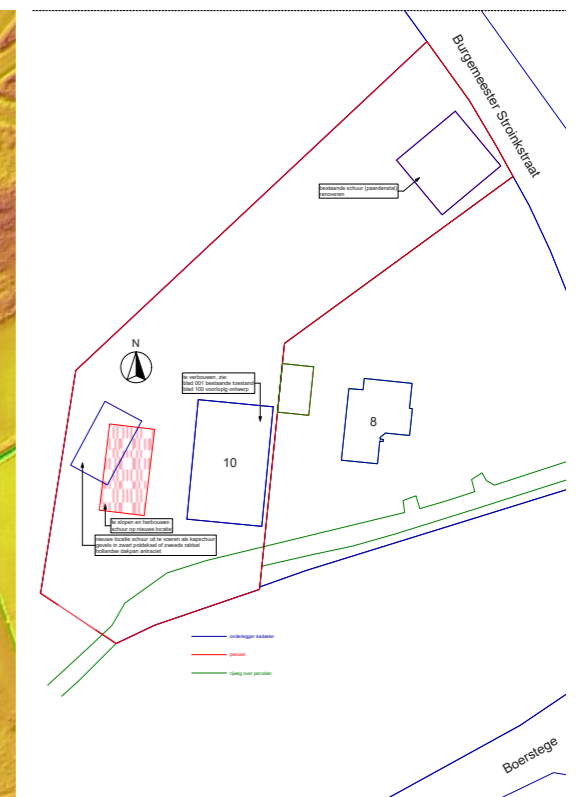 Burgemeester Stroinkstraat
bestaande schuur (paardenstal)
renoveren
N
te verbouwen, zie:
blad 001 bestaande toestand
blad 100 voorlopig ontwerp
8
10
te slopen en herbouwen
schuur op nieuwe locatie
nieuwe locatie schuur uit te voeren als kapschuur
gevels in zwart potdeksel of zweeds rabbat
hollandse dakpan antraciet
onderlegger kadaster
perceel
rijweg over percelen
Boerstege